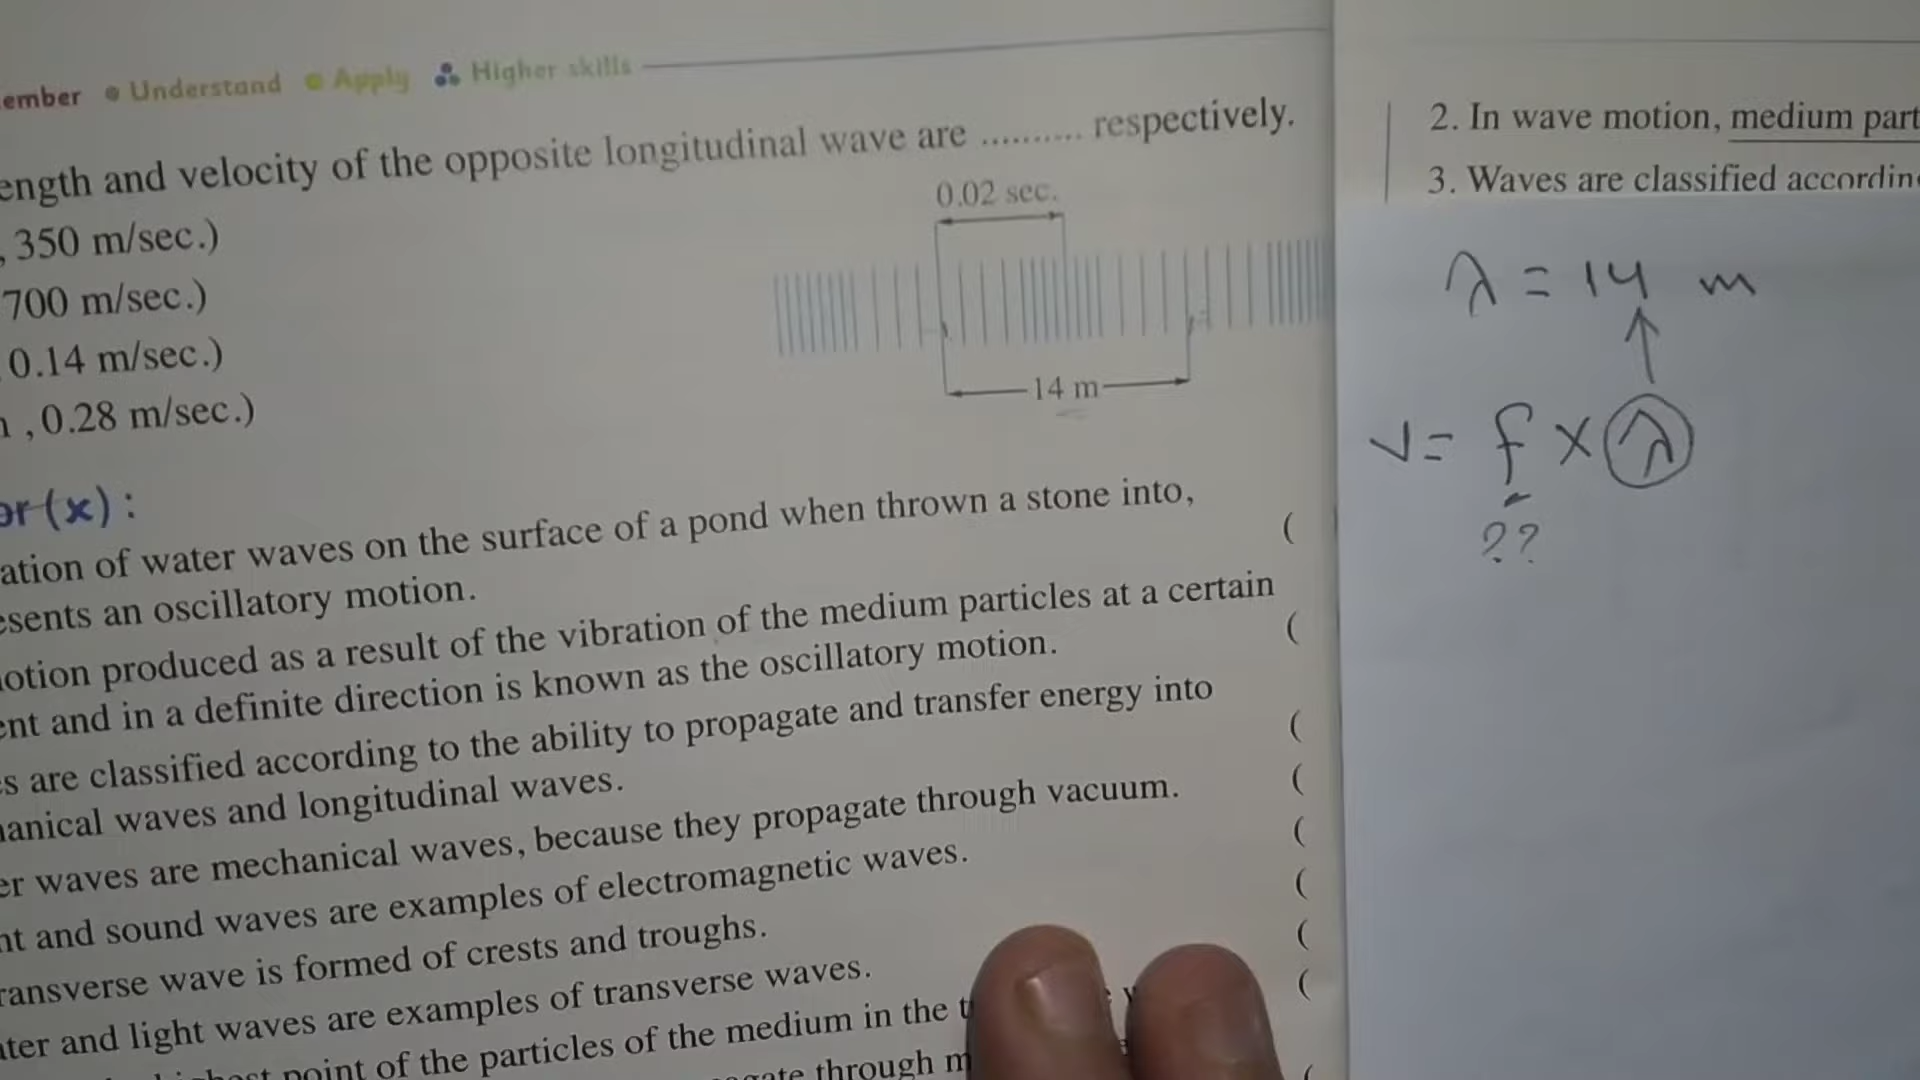 ember • Understand • Apply Higher skills
ength and velocity of the opposite longitudinal wave are .......... respectively.
, 350 m/sec.)
700 m/sec.)
0.14 m/sec.)
, 0.28 m/sec.)
0.02 sec.
14 m
or (x) :
ation of water waves on the surface of a pond when thrown a stone into, (
esents an oscillatory motion.
otion produced as a result of the vibration of the medium particles at a certain (
ent and in a definite direction is known as the oscillatory motion.
s are classified according to the ability to propagate and transfer energy into (
anical waves and longitudinal waves. (
er waves are mechanical waves, because they propagate through vacuum. (
ht and sound waves are examples of electromagnetic waves. (
ransverse wave is formed of crests and troughs. (
ater and light waves are examples of transverse waves. (
point of the particles of the medium in the
through m
2. In wave motion, medium part
3. Waves are classified accordin
λ = 14 m
v = f × λ
??